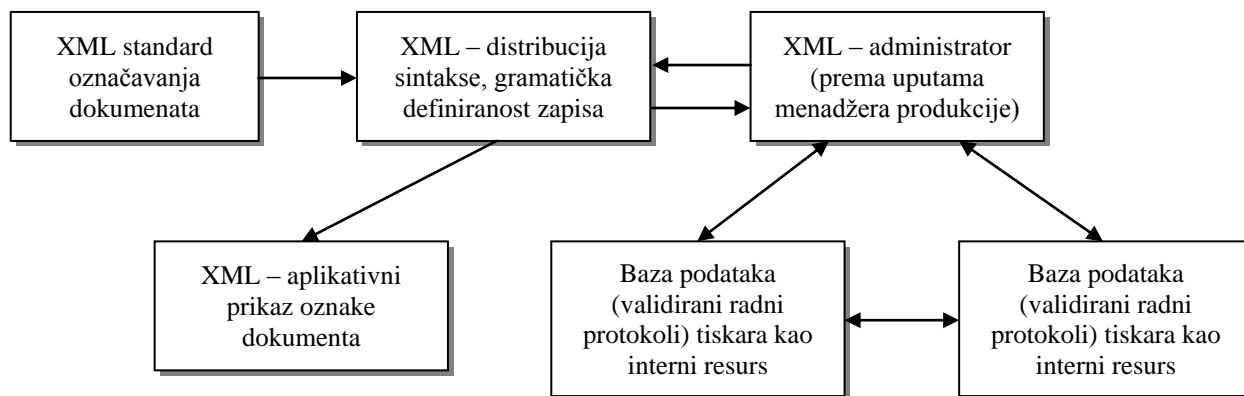 XML standard
označavanja
dokumenata
XML – distribucija
sintakse, gramatička
definiranost zapisa
XML – administrator
(prema uputama
menadžera produkcije)
XML – aplikativni
prikaz oznake
dokumenta
Baza podataka
(validirani radni
protokoli) tiskara kao
interni resurs
Baza podataka
(validirani radni
protokoli) tiskara kao
interni resurs